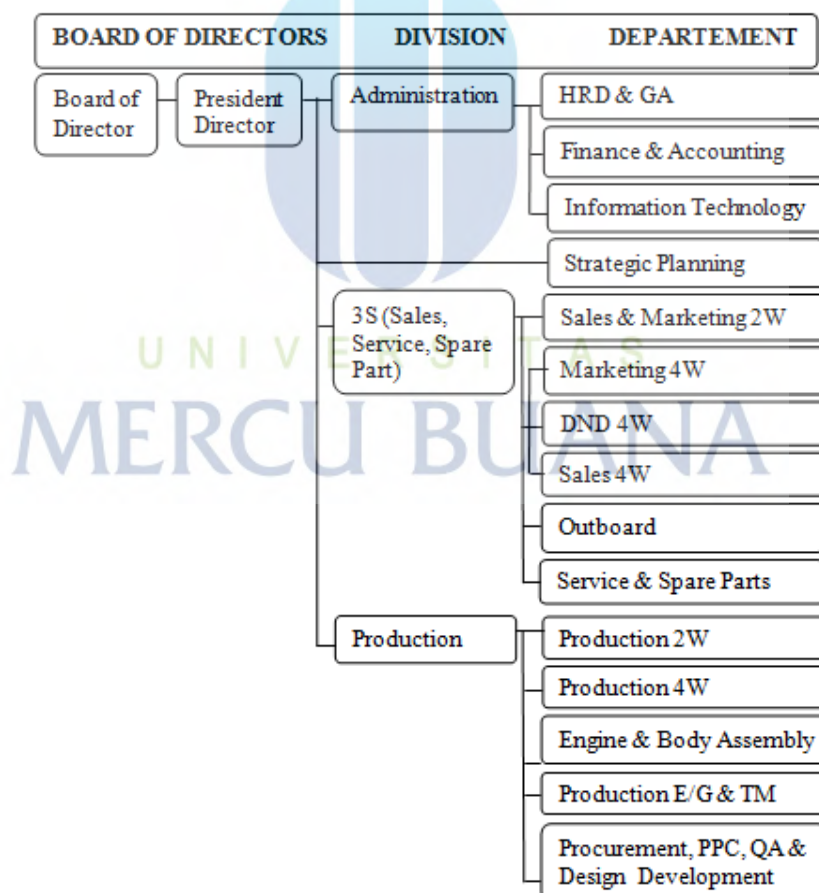 BOARD OF DIRECTORS DIVISION DEPARTEMENT
Board of
Director
President
Director
Administration
HRD & GA
Finance & Accounting
Information Technology
Strategic Planning
3S (Sales,
Service, Spare
Part)
Sales & Marketing 2W
Marketing 4W
DND 4W
Sales 4W
Outboard
Service & Spare Parts
Production
Production 2W
Production 4W
Engine & Body Assembly
Production E/G & TM
Procurement, PPC, QA &
Design Development
UNIVERSITAS
MERCU BUANA